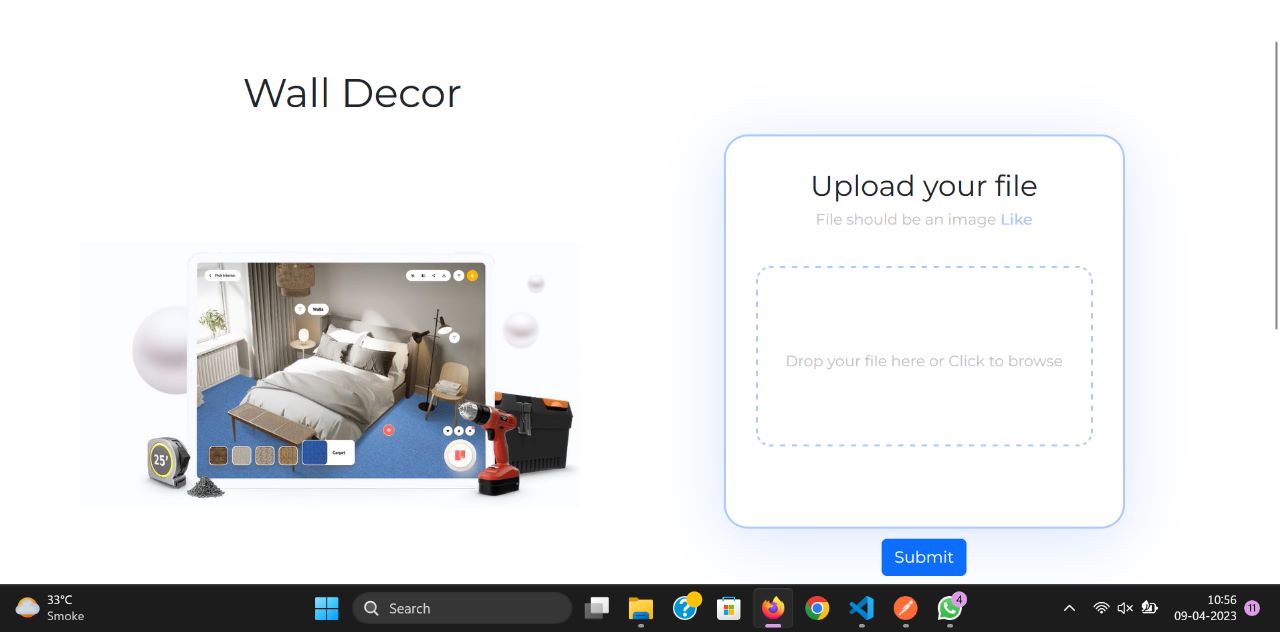 Wall Decor
Upload your file
File should be an image Like
Drop your file here or Click to browse
Submit
Pick Interior
Walls
Carpet
25'
33°C
Smoke
Search
4
10:56
09-04-2023
11